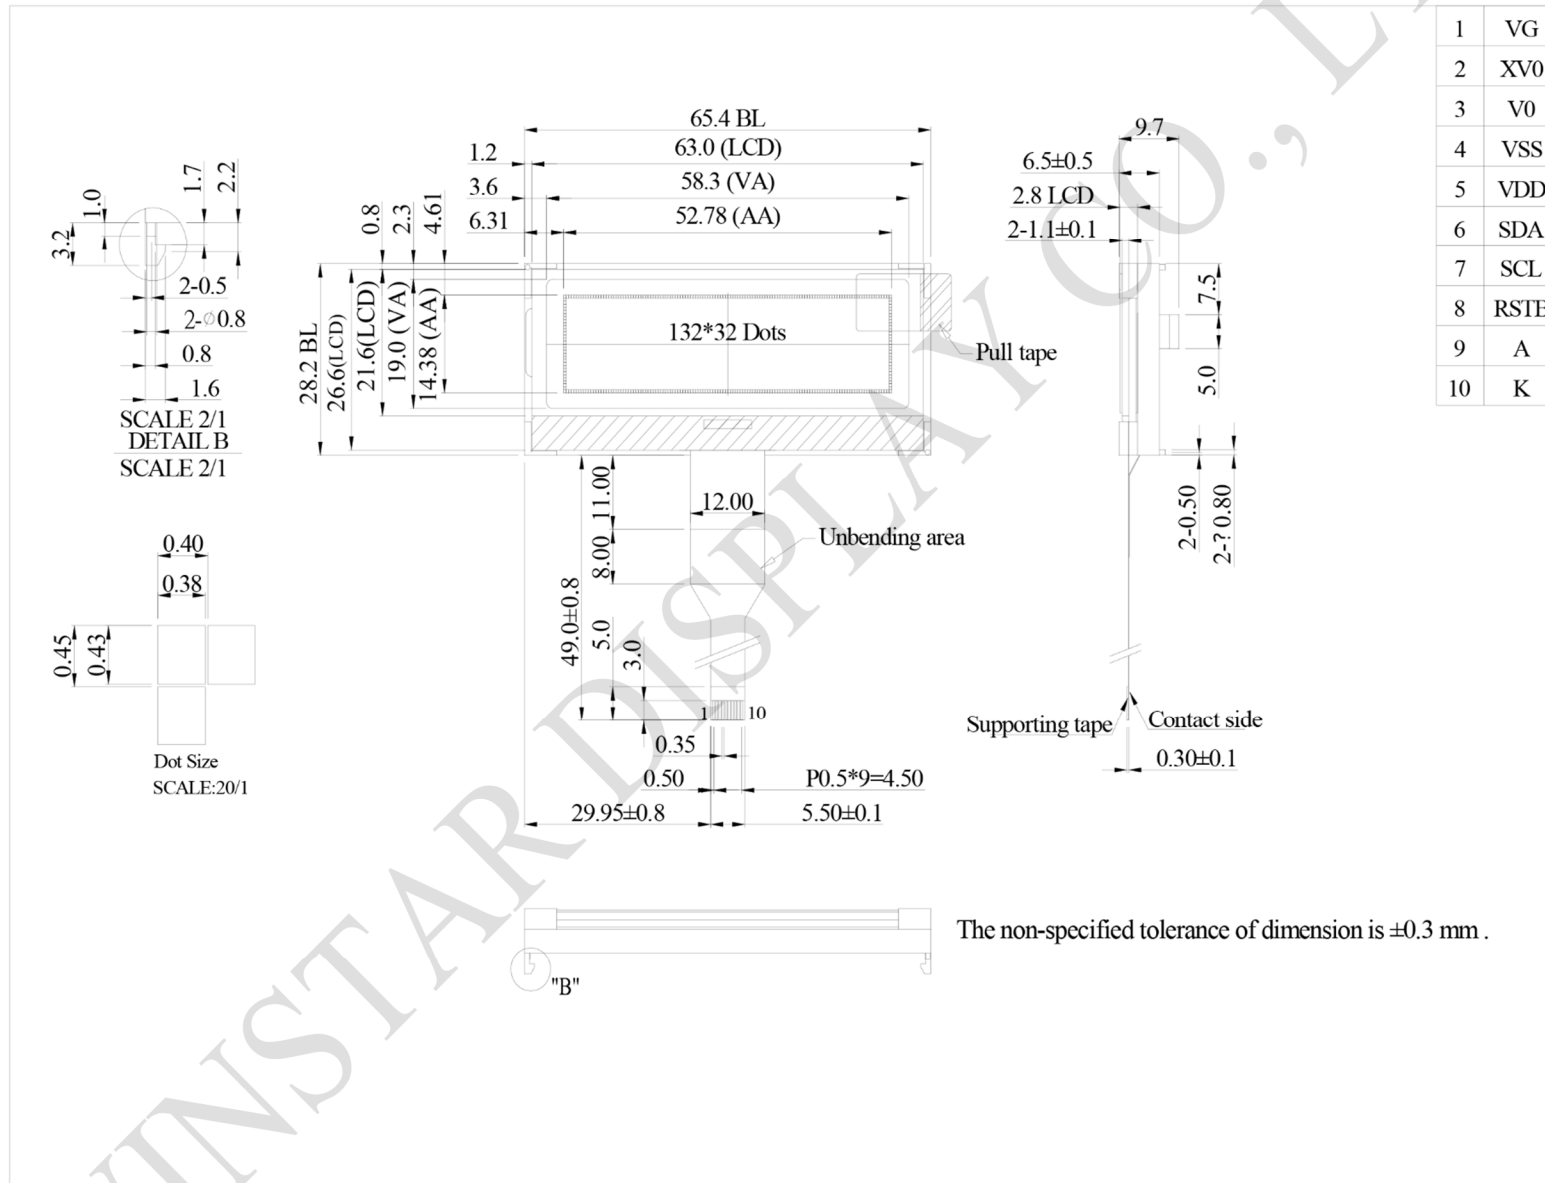 1 VG
2 XV0
3 V0
4 VSS
5 VDD
6 SDA
7 SCL
8 RSTB
9 A
10 K
65.4 BL
1.2 63.0 (LCD)
3.6 58.3 (VA)
6.31 52.78 (AA)
0.8
2.3
4.61
28.2 BL
26.6(LCD)
21.6(LCD)
19.0 (VA)
14.38 (AA)
132*32 Dots
Pull tape
9.7
6.5±0.5
2.8 LCD
2-1.1±0.1
7.5
5.0
2-0.50
2-? 0.80
1.0
3.2
1.7
2.2
2-0.5
2-∅0.8
0.8
1.6
SCALE 2/1
DETAIL B
SCALE 2/1
11.00
12.00
8.00
Unbending area
49.0±0.8
5.0
3.0
1 10
0.35
0.50 P0.5*9=4.50
29.95±0.8 5.50±0.1
Supporting tape Contact side
0.30±0.1
0.40
0.38
0.45
0.43
Dot Size
SCALE:20/1
The non-specified tolerance of dimension is ±0.3 mm .
"B"
WINSTAR DISPLAY CO., L